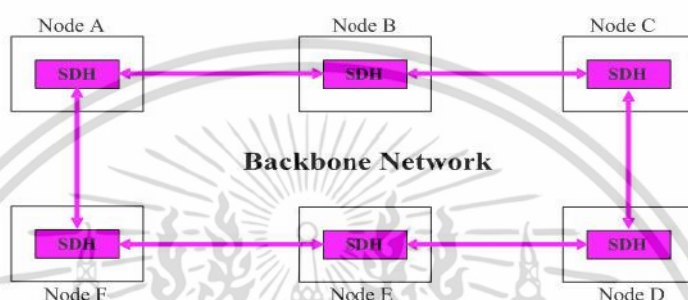 Node A Node B Node C
SDH SDH SDH
Backbone Network
SDH SDH SDH
Node F Node E Node D